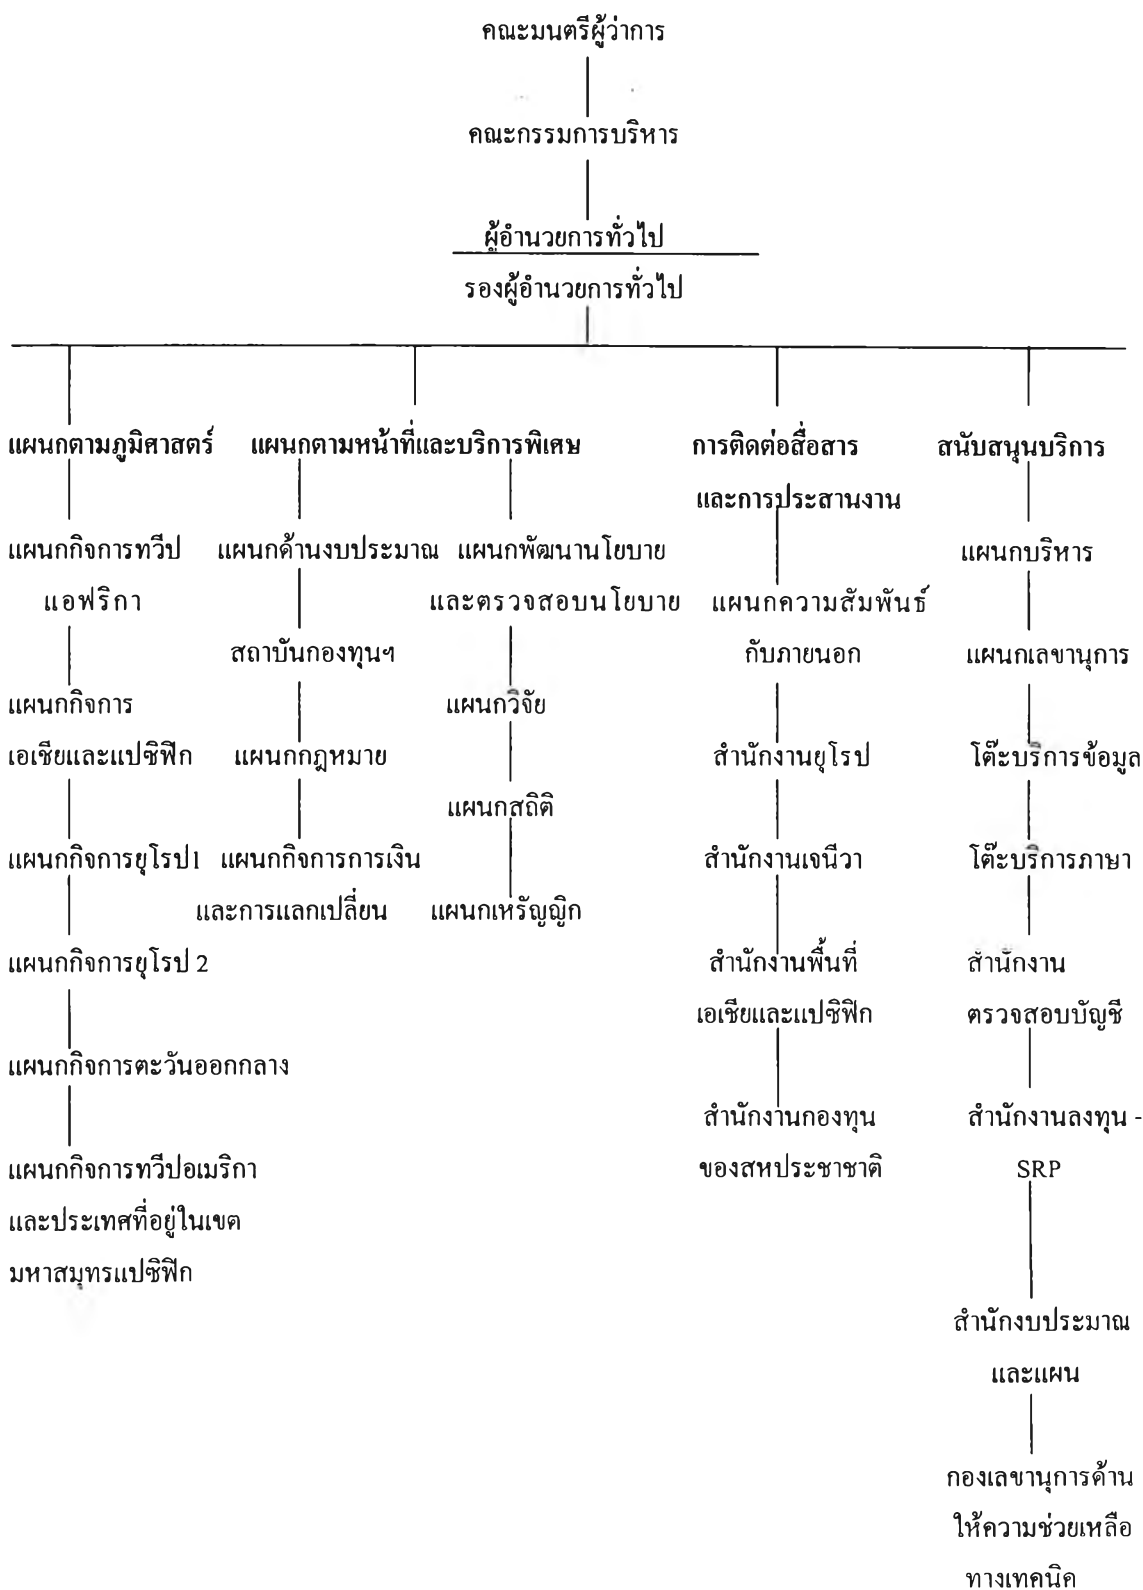 คณะมนตรีผู้ว่าการ
คณะกรรมการบริหาร
ผู้อำนวยการทั่วไป
รองผู้อำนวยการทั่วไป
แผนกตามภูมิศาสตร์
แผนกกิจการทวีป
แอฟริกา
แผนกกิจการ
เอเชียและแปซิฟิก
แผนกกิจการยุโรป1
แผนกกิจการยุโรป 2
แผนกกิจการตะวันออกกลาง
แผนกกิจการทวีปอเมริกา
และประเทศที่อยู่ในเขต
มหาสมุทรแปซิฟิก
แผนกตามหน้าที่และบริการพิเศษ
แผนกด้านงบประมาณ
สถาบันกองทุนฯ
แผนกกฎหมาย
แผนกกิจการการเงิน
และการแลกเปลี่ยน
แผนกพัฒนานโยบาย
และตรวจสอบนโยบาย
แผนกวิจัย
แผนกสถิติ
แผนกเหรัญญิก
การติดต่อสื่อสาร
และการประสานงาน
แผนกความสัมพันธ์
กับภายนอก
สำนักงานยุโรป
สำนักงานเจนีวา
สำนักงานพื้นที่
เอเชียและแปซิฟิก
สำนักงานกองทุน
ของสหประชาชาติ
สนับสนุนบริการ
แผนกบริหาร
แผนกเลขานุการ
โต๊ะบริการข้อมูล
โต๊ะบริการภาษา
สำนักงาน
ตรวจสอบบัญชี
สำนักงานลงทุน -
SRP
สำนักงบประมาณ
และแผน
กองเลขานุการด้าน
ให้ความช่วยเหลือ
ทางเทคนิค